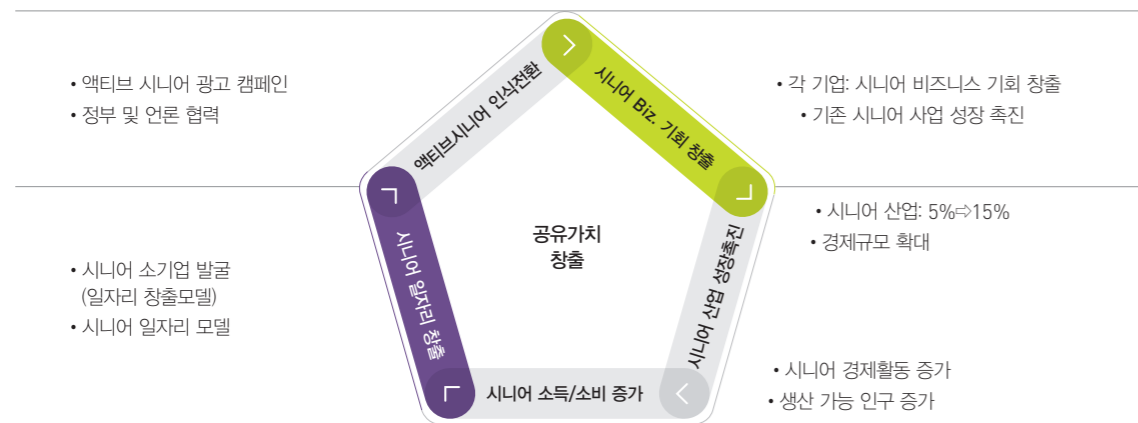 • 액티브 시니어 광고 캠페인
• 정부 및 언론 협력
액티브시니어 인식전환
시니어 Biz. 기회 창출
• 각 기업: 시니어 비즈니스 기회 창출
• 기존 시니어 사업 성장 촉진
• 시니어 산업: 5%⇨15%
• 경제규모 확대
공유가치
창출
시니어 산업 성장촉진
• 시니어 소기업 발굴
(일자리 창출모델)
• 시니어 일자리 모델
시니어 일자리 창출
시니어 소득/소비 증가
• 시니어 경제활동 증가
• 생산 가능 인구 증가